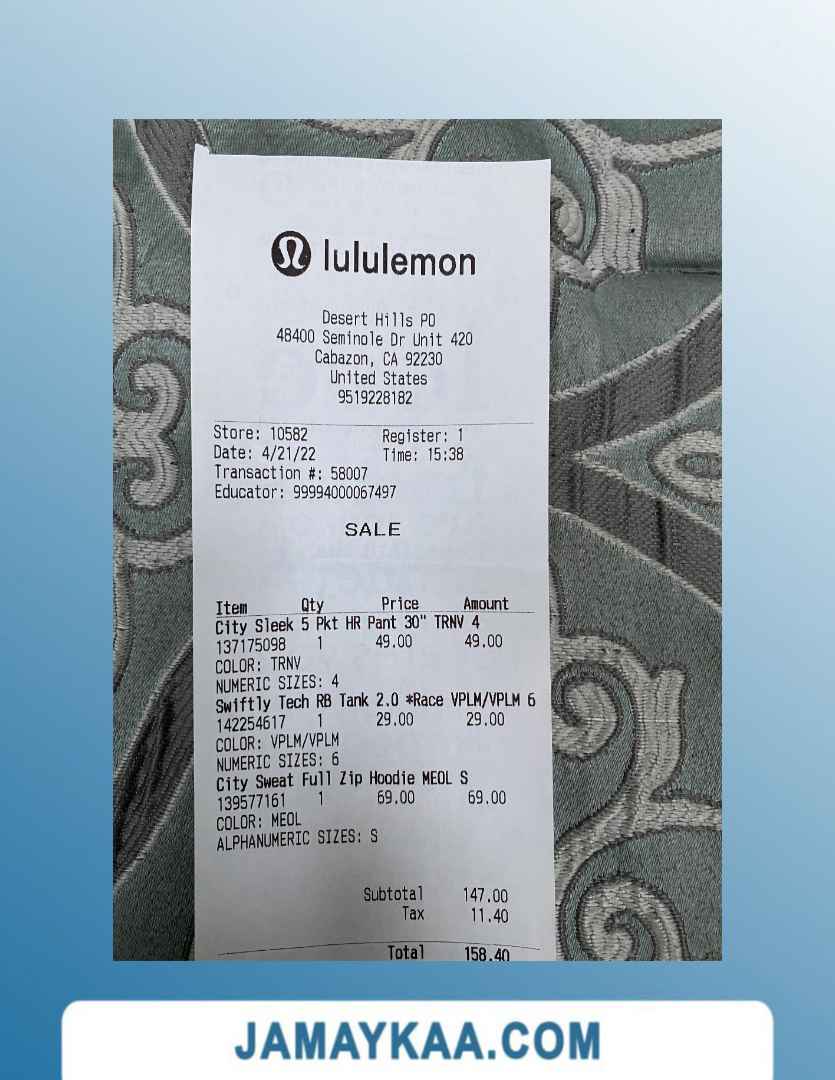 lululemon
Desert Hills PO
48400 Seminole Dr Unit 420
Cabazon, CA 92230
United States
9519228182
Store: 10582 Register: 1
Date: 4/21/22 Time: 15:38
Transaction #: 58007
Educator: 99994000067497
SALE
Item Qty Price Amount
City Sleek 5 Pkt HR Pant 30" TRNV 4
137175098 1 49.00 49.00
COLOR: TRNV
NUMERIC SIZES: 4
Swiftly Tech RB Tank 2.0 *Race VPLM/VPLM 6
142254617 1 29.00 29.00
COLOR: VPLM/VPLM
NUMERIC SIZES: 6
City Sweat Full Zip Hoodie MEOL S
139577161 1 69.00 69.00
COLOR: MEOL
ALPHANUMERIC SIZES: S
Subtotal 147.00
Tax 11.40
Total 158.40
JAMAYKAA.COM